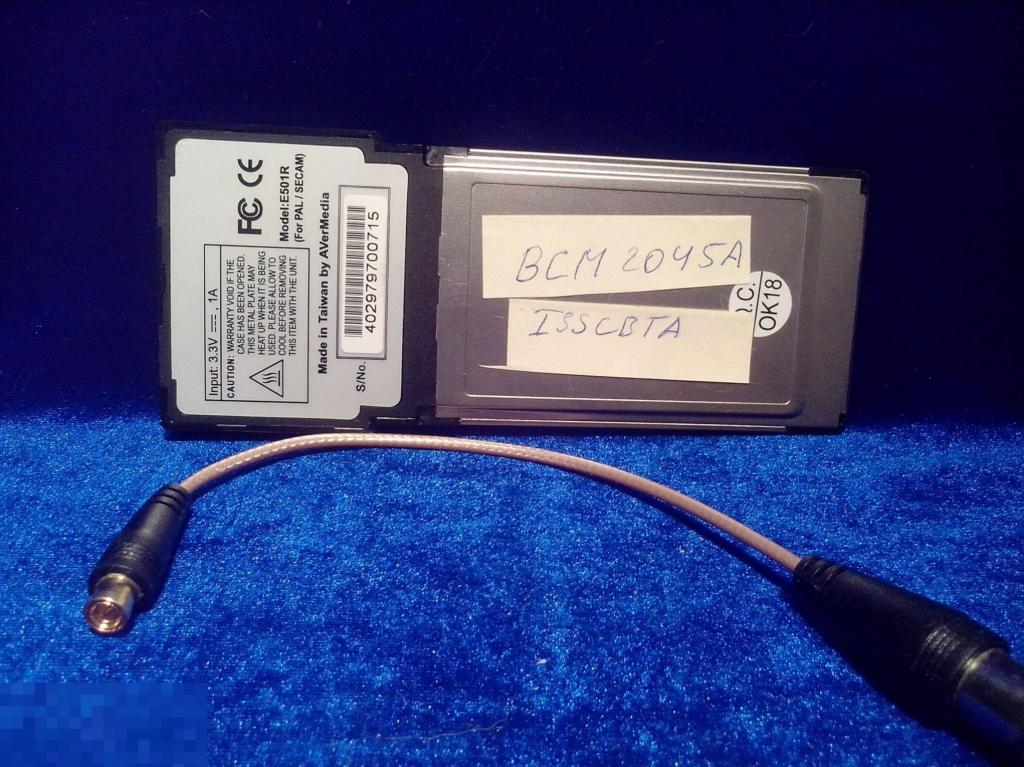 FC CE
Model:E501R
(For PAL / SECAM)
Input: 3.3V ⎓, 1A
CAUTION: WARRANTY VOID IF THE
CASE HAS BEEN OPENED.
THIS METAL PLATE MAY
HEAT UP WHEN IT IS BEING
USED. PLEASE ALLOW TO
COOL BEFORE REMOVING
THIS ITEM WITH THE UNIT.
Made in Taiwan by AVerMedia
S/No.
402979700715
BCM 2045A
ISSCBTA
.C.
OK18